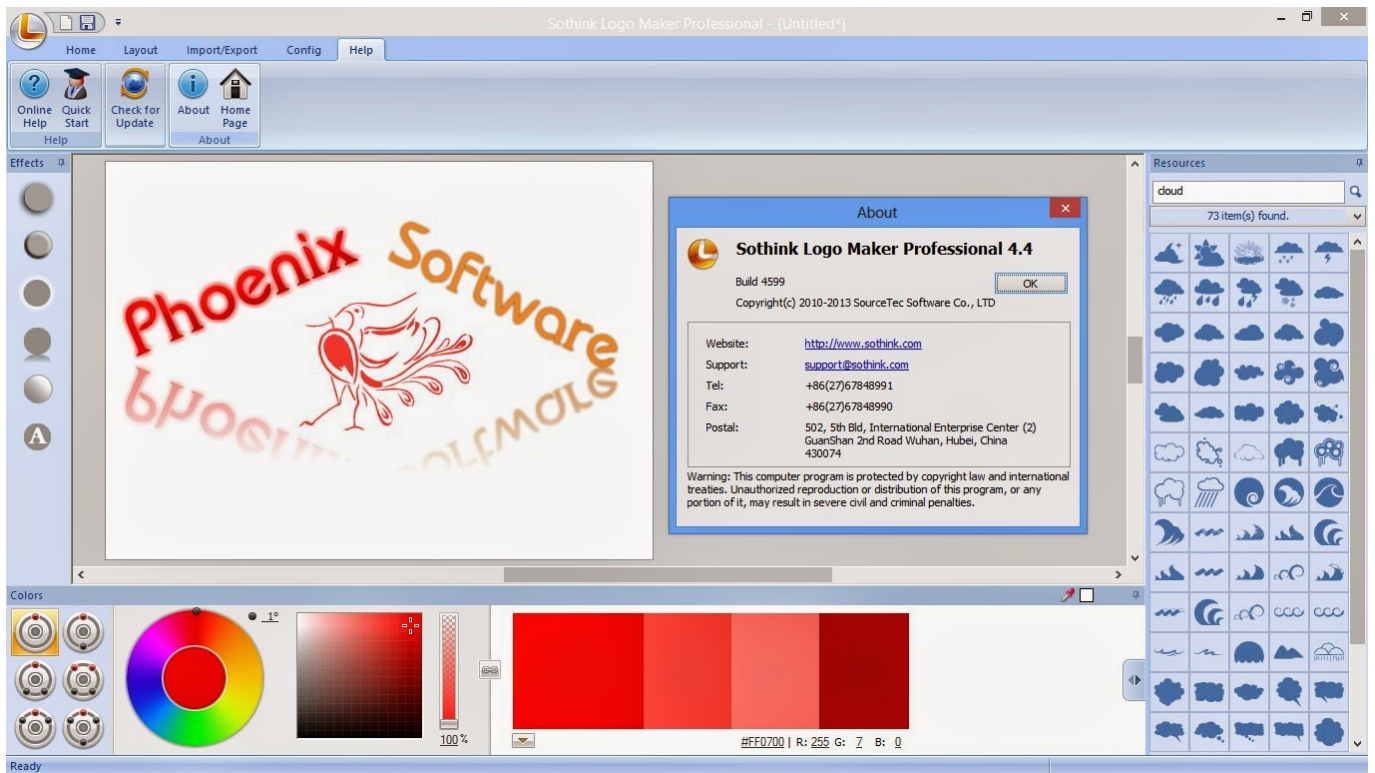 Sothink Logo Maker Professional - [Untitled*]
Home Layout Import/Export Config Help
Online Help
Quick Start
Check for Update
About
Home Page
Help
About
Effects
Resources
cloud
73 item(s) found.
A
Phoenix Software
Phoenix Software
About
Sothink Logo Maker Professional 4.4
Build 4599
OK
Copyright(c) 2010-2013 SourceTec Software Co., LTD
Website: http://www.sothink.com
Support: support@sothink.com
Tel: +86(27)67848991
Fax: +86(27)67848990
Postal: 502, 5th Bld, International Enterprise Center (2)
GuanShan 2nd Road Wuhan, Hubei, China
430074
Warning: This computer program is protected by copyright law and international
treaties. Unauthorized reproduction or distribution of this program, or any
portion of it, may result in severe civil and criminal penalties.
Colors
1°
100 %
#FF0700 | R: 255 G: 7 B: 0
Ready